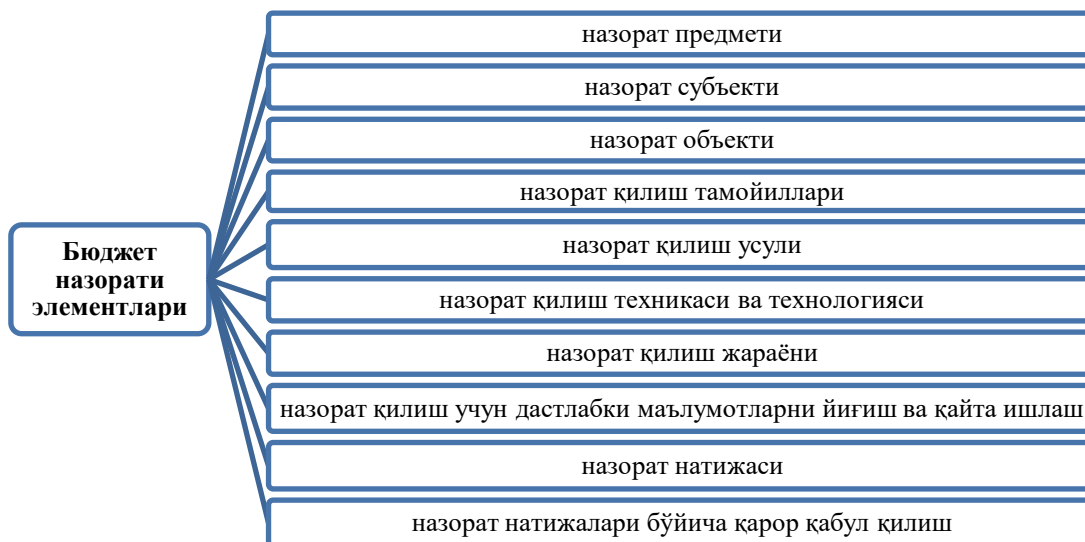 назорат предмети
назорат субъекти
назорат объекти
назорат қилиш тамойиллари
Бюджет
назорати
элементлари
назорат қилиш усули
назорат қилиш техникаси ва технологияси
назорат қилиш жараёни
назорат қилиш учун дастлабки маълумотларни йиғиш ва қайта ишлаш
назорат натижаси
назорат натижалари бўйича қарор қабул қилиш